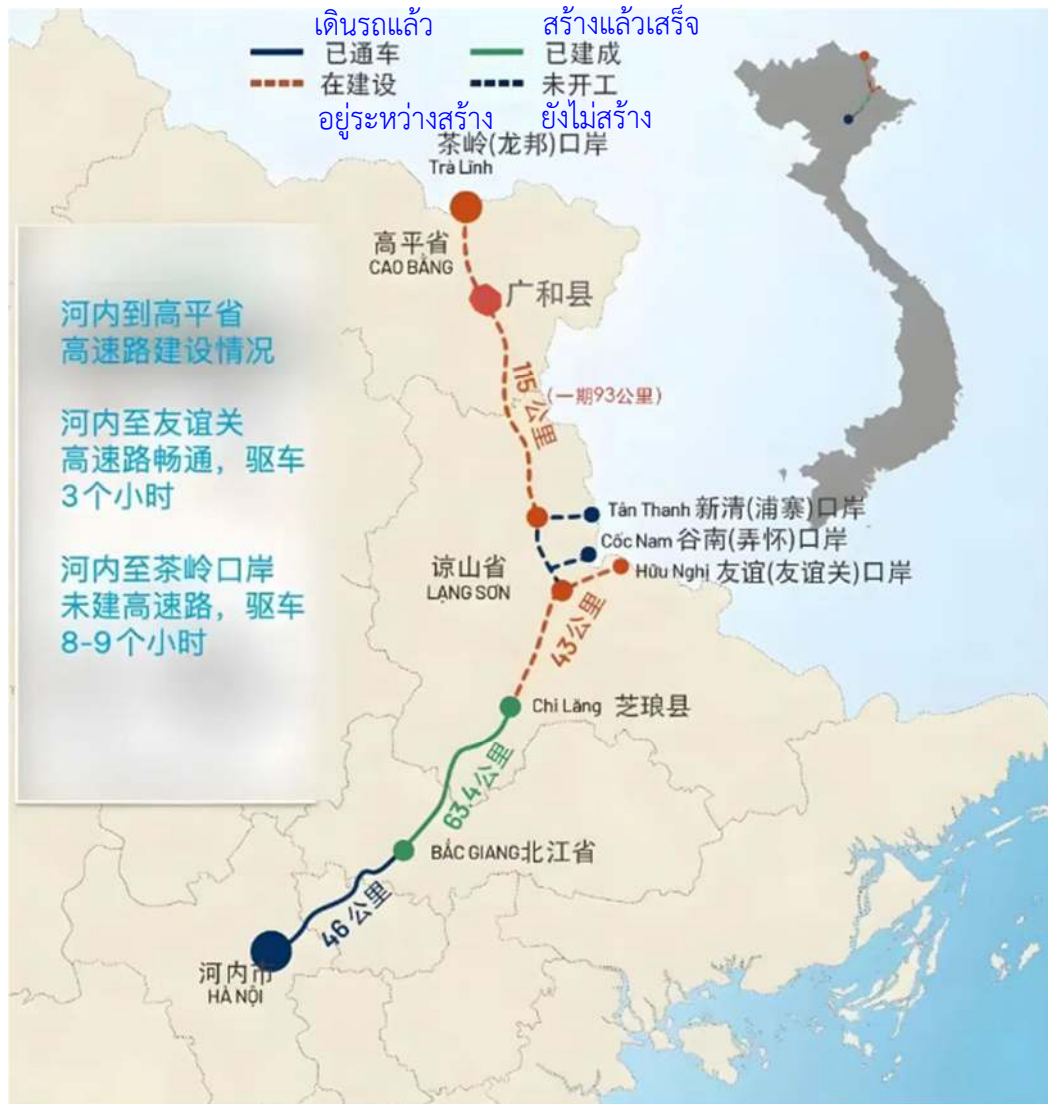 เดินรถแล้ว
สร้างแล้วเสร็จ
已通车
已建成
在建设
未开工
อยู่ระหว่างสร้าง
ยังไม่สร้าง
茶岭(龙邦)口岸
Trà Lĩnh
高平省
CAO BẰNG
广和县
河内到高平省
高速路建设情况
河内至友谊关
高速路畅通，驱车
3个小时
河内至茶岭口岸
未建高速路，驱车
8-9个小时
115公里
(一期93公里)
Tân Thanh 新清(浦寨)口岸
Cốc Nam 谷南(弄怀)口岸
Hữu Nghị 友谊(友谊关)口岸
谅山省
LẠNG SƠN
43公里
Chi Lăng 芝琅县
63.4公里
BẮC GIANG北江省
46公里
河内市
HÀ NỘI